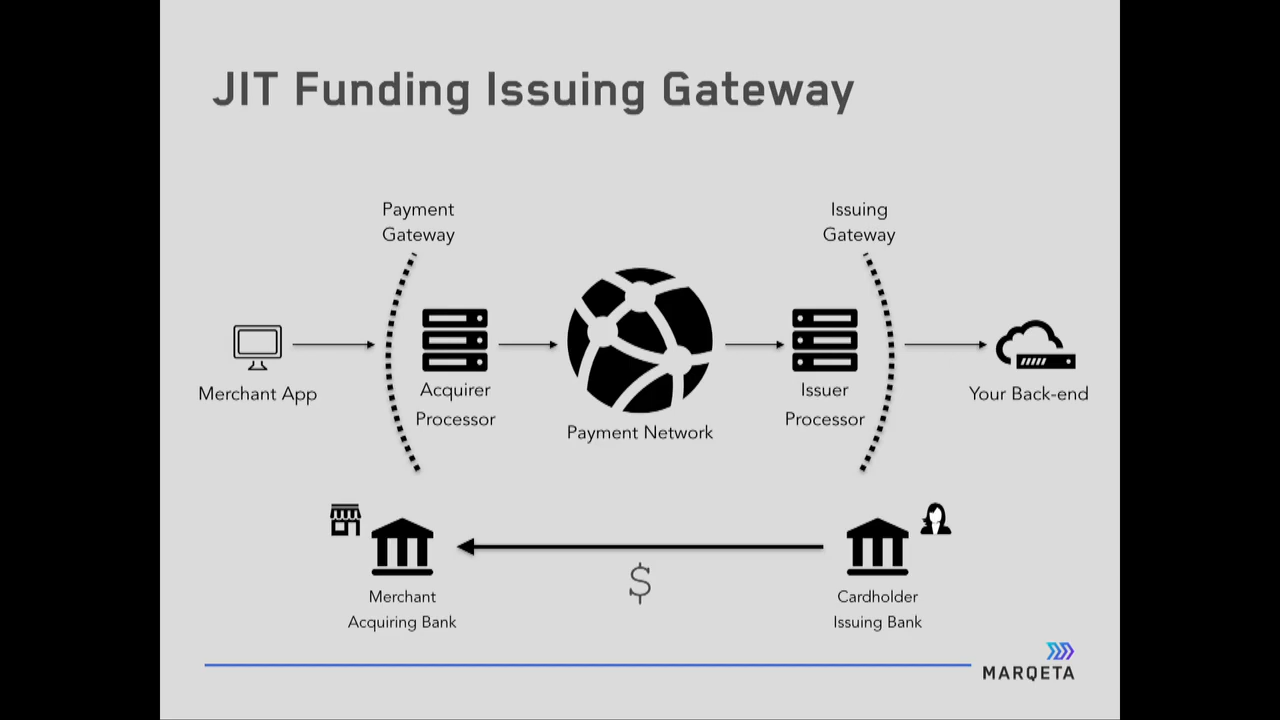 JIT Funding Issuing Gateway
Payment
Gateway
Issuing
Gateway
Merchant App
Acquirer
Processor
Payment Network
Issuer
Processor
Your Back-end
$
Merchant
Acquiring Bank
Cardholder
Issuing Bank
MARQETA